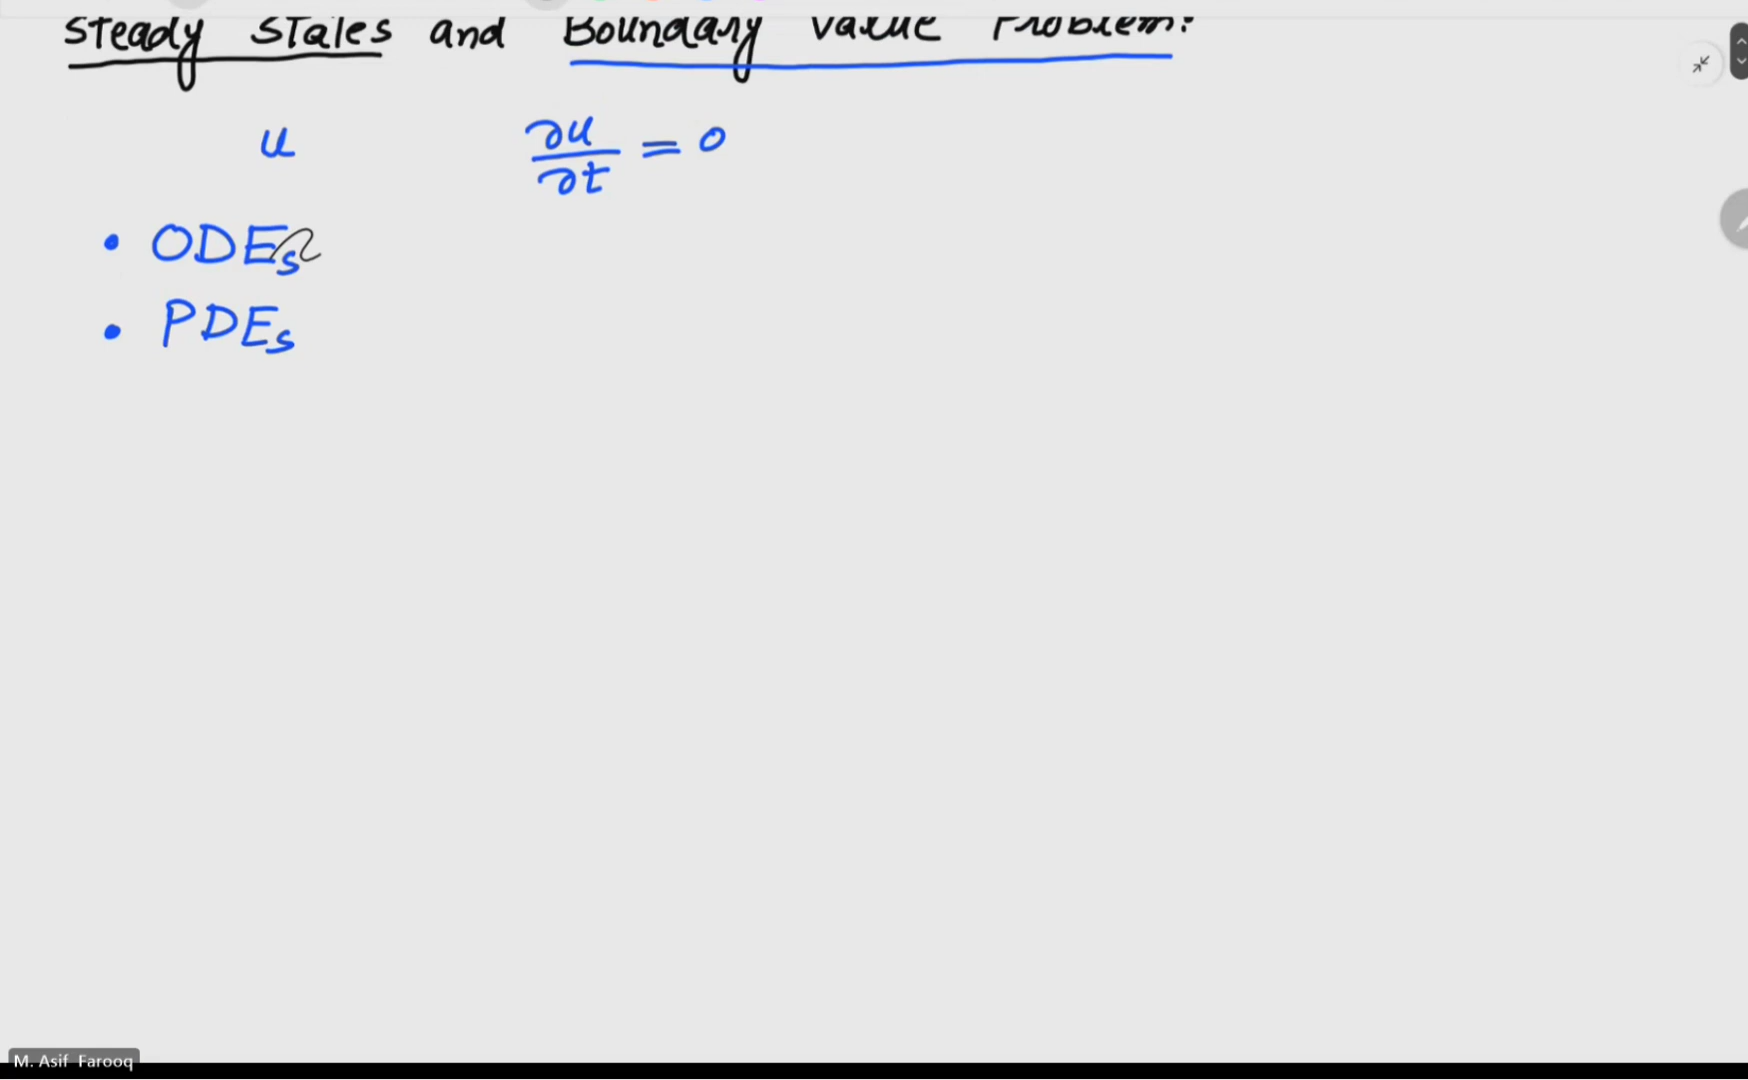 Steady States and Boundary Value Problem:
u ∂u/∂t = 0
• ODEs
• PDEs
M. Asif Farooq